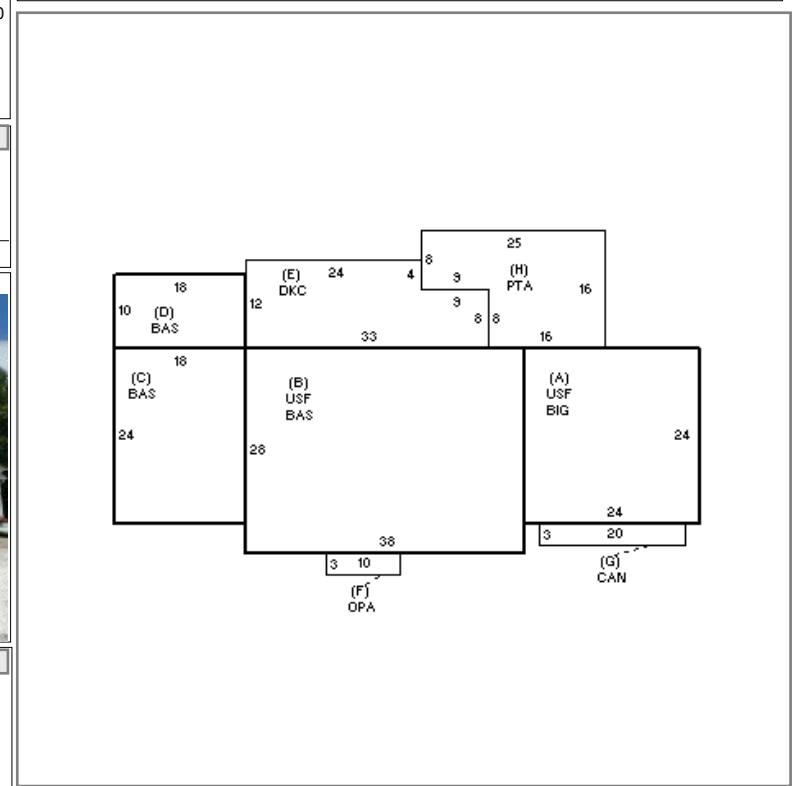 25
8
(H)
PTA
9
16
16
(E)
DKC
24
4
12
9
8
8
33
18
10
(D)
BAS
18
(C)
BAS
24
(B)
USF
BAS
28
38
(A)
USF
BIG
24
24
3 20
(G)
CAN
3 10
(F)
OPA